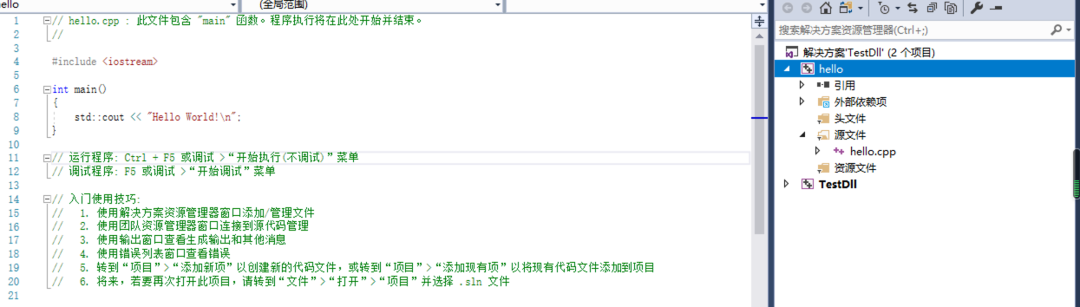 ello
(全局范围)
1 // hello.cpp : 此文件包含 "main" 函数。程序执行将在此处开始并结束。
2 //
3
4 #include <iostream>
5
6 int main()
7 {
8 std::cout << "Hello World!\n";
9 }
10
11 // 运行程序: Ctrl + F5 或调试 >“开始执行(不调试)”菜单
12 // 调试程序: F5 或调试 >“开始调试”菜单
13
14 // 入门使用技巧:
15 // 1. 使用解决方案资源管理器窗口添加/管理文件
16 // 2. 使用团队资源管理器窗口连接到源代码管理
17 // 3. 使用输出窗口查看生成输出和其他消息
18 // 4. 使用错误列表窗口查看错误
19 // 5. 转到“项目”>“添加新项”以创建新的代码文件，或转到“项目”>“添加现有项”以将现有代码文件添加到项目
20 // 6. 将来，若要再次打开此项目，请转到“文件”>“打开”>“项目”并选择 .sln 文件
21
搜索解决方案资源管理器(Ctrl+;)
解决方案'TestDll' (2 个项目)
hello
引用
外部依赖项
头文件
源文件
hello.cpp
资源文件
TestDll